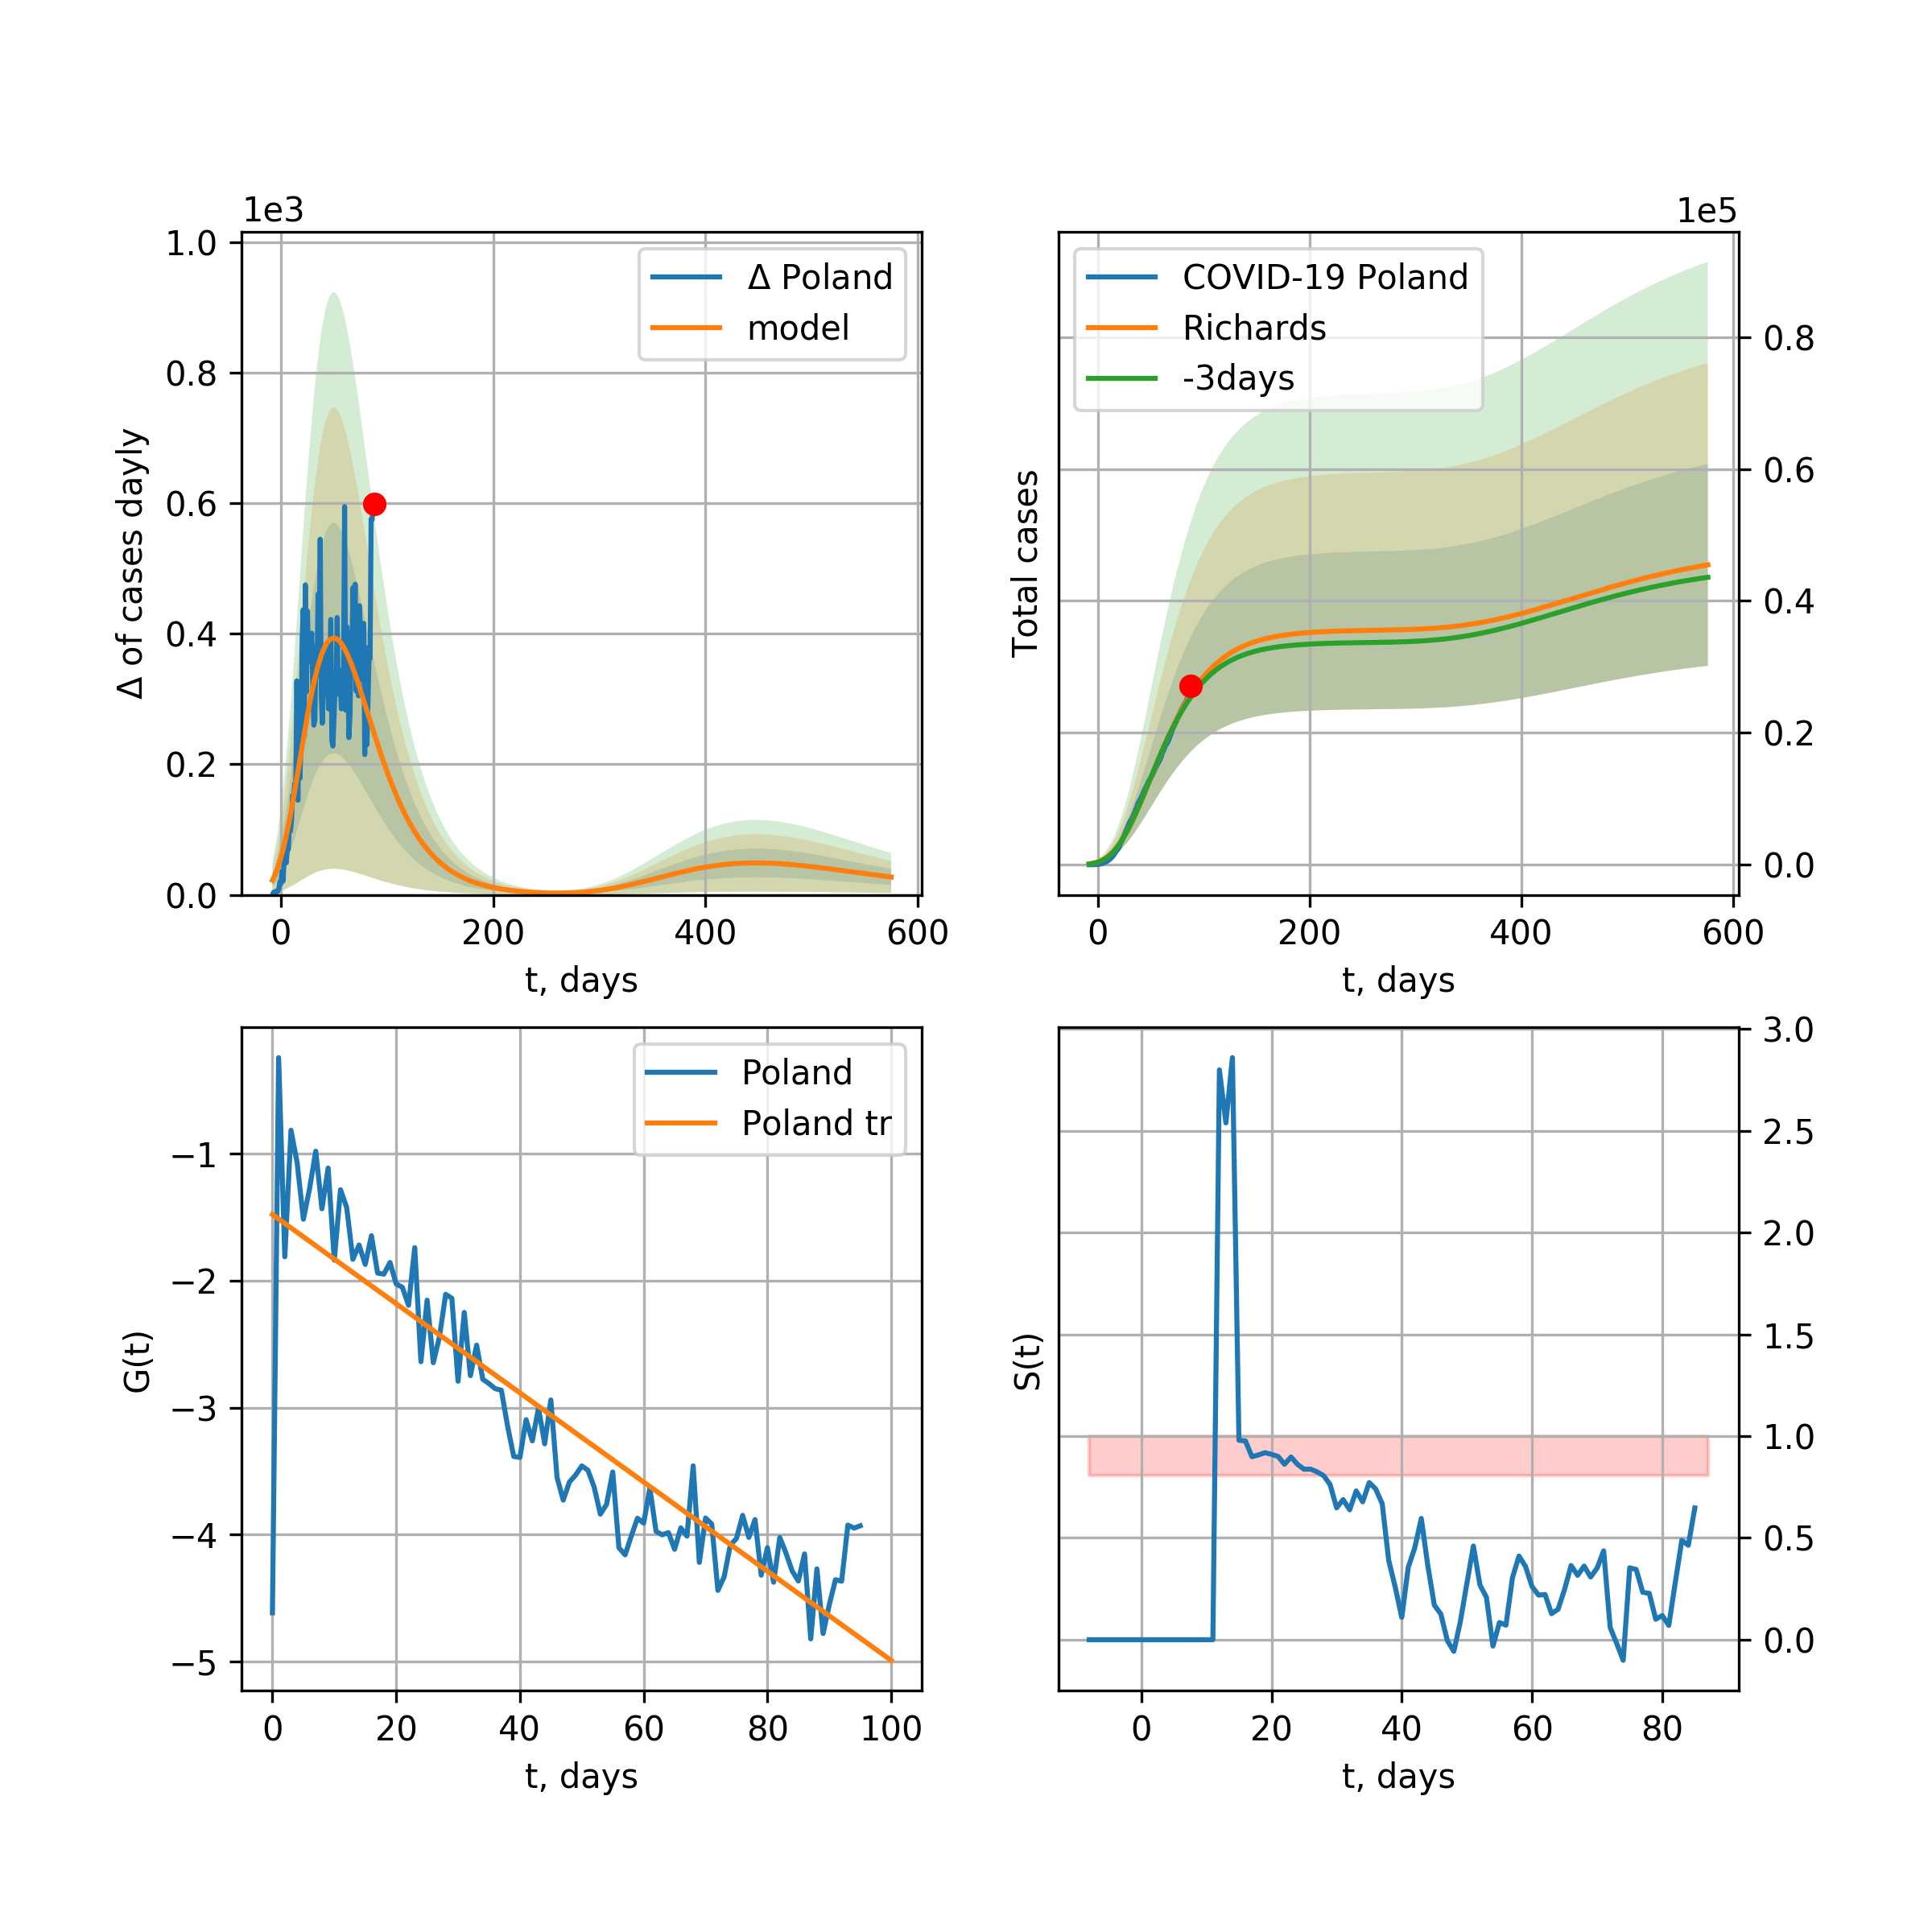 1e3
1.0
0.8
0.6
0.4
0.2
0.0
Δ of cases dayly
Δ Poland
model
0 200 400 600
t, days
1e5
COVID-19 Poland
Richards
-3days
Total cases
0.8
0.6
0.4
0.2
0.0
0 200 400 600
t, days
Poland
Poland tr
G(t)
−1
−2
−3
−4
−5
0 20 40 60 80 100
t, days
S(t)
3.0
2.5
2.0
1.5
1.0
0.5
0.0
0 20 40 60 80
t, days